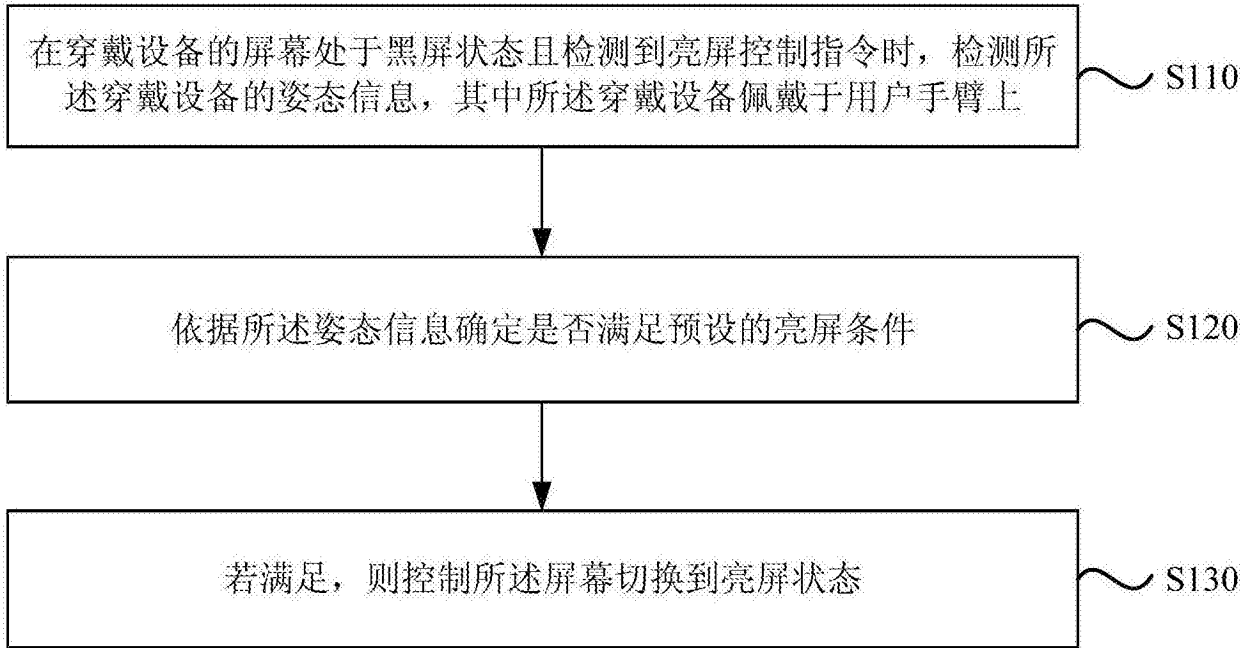 在穿戴设备的屏幕处于黑屏状态且检测到亮屏控制指令时，检测所
述穿戴设备的姿态信息，其中所述穿戴设备佩戴于用户手臂上
S110
依据所述姿态信息确定是否满足预设的亮屏条件
S120
若满足，则控制所述屏幕切换到亮屏状态
S130